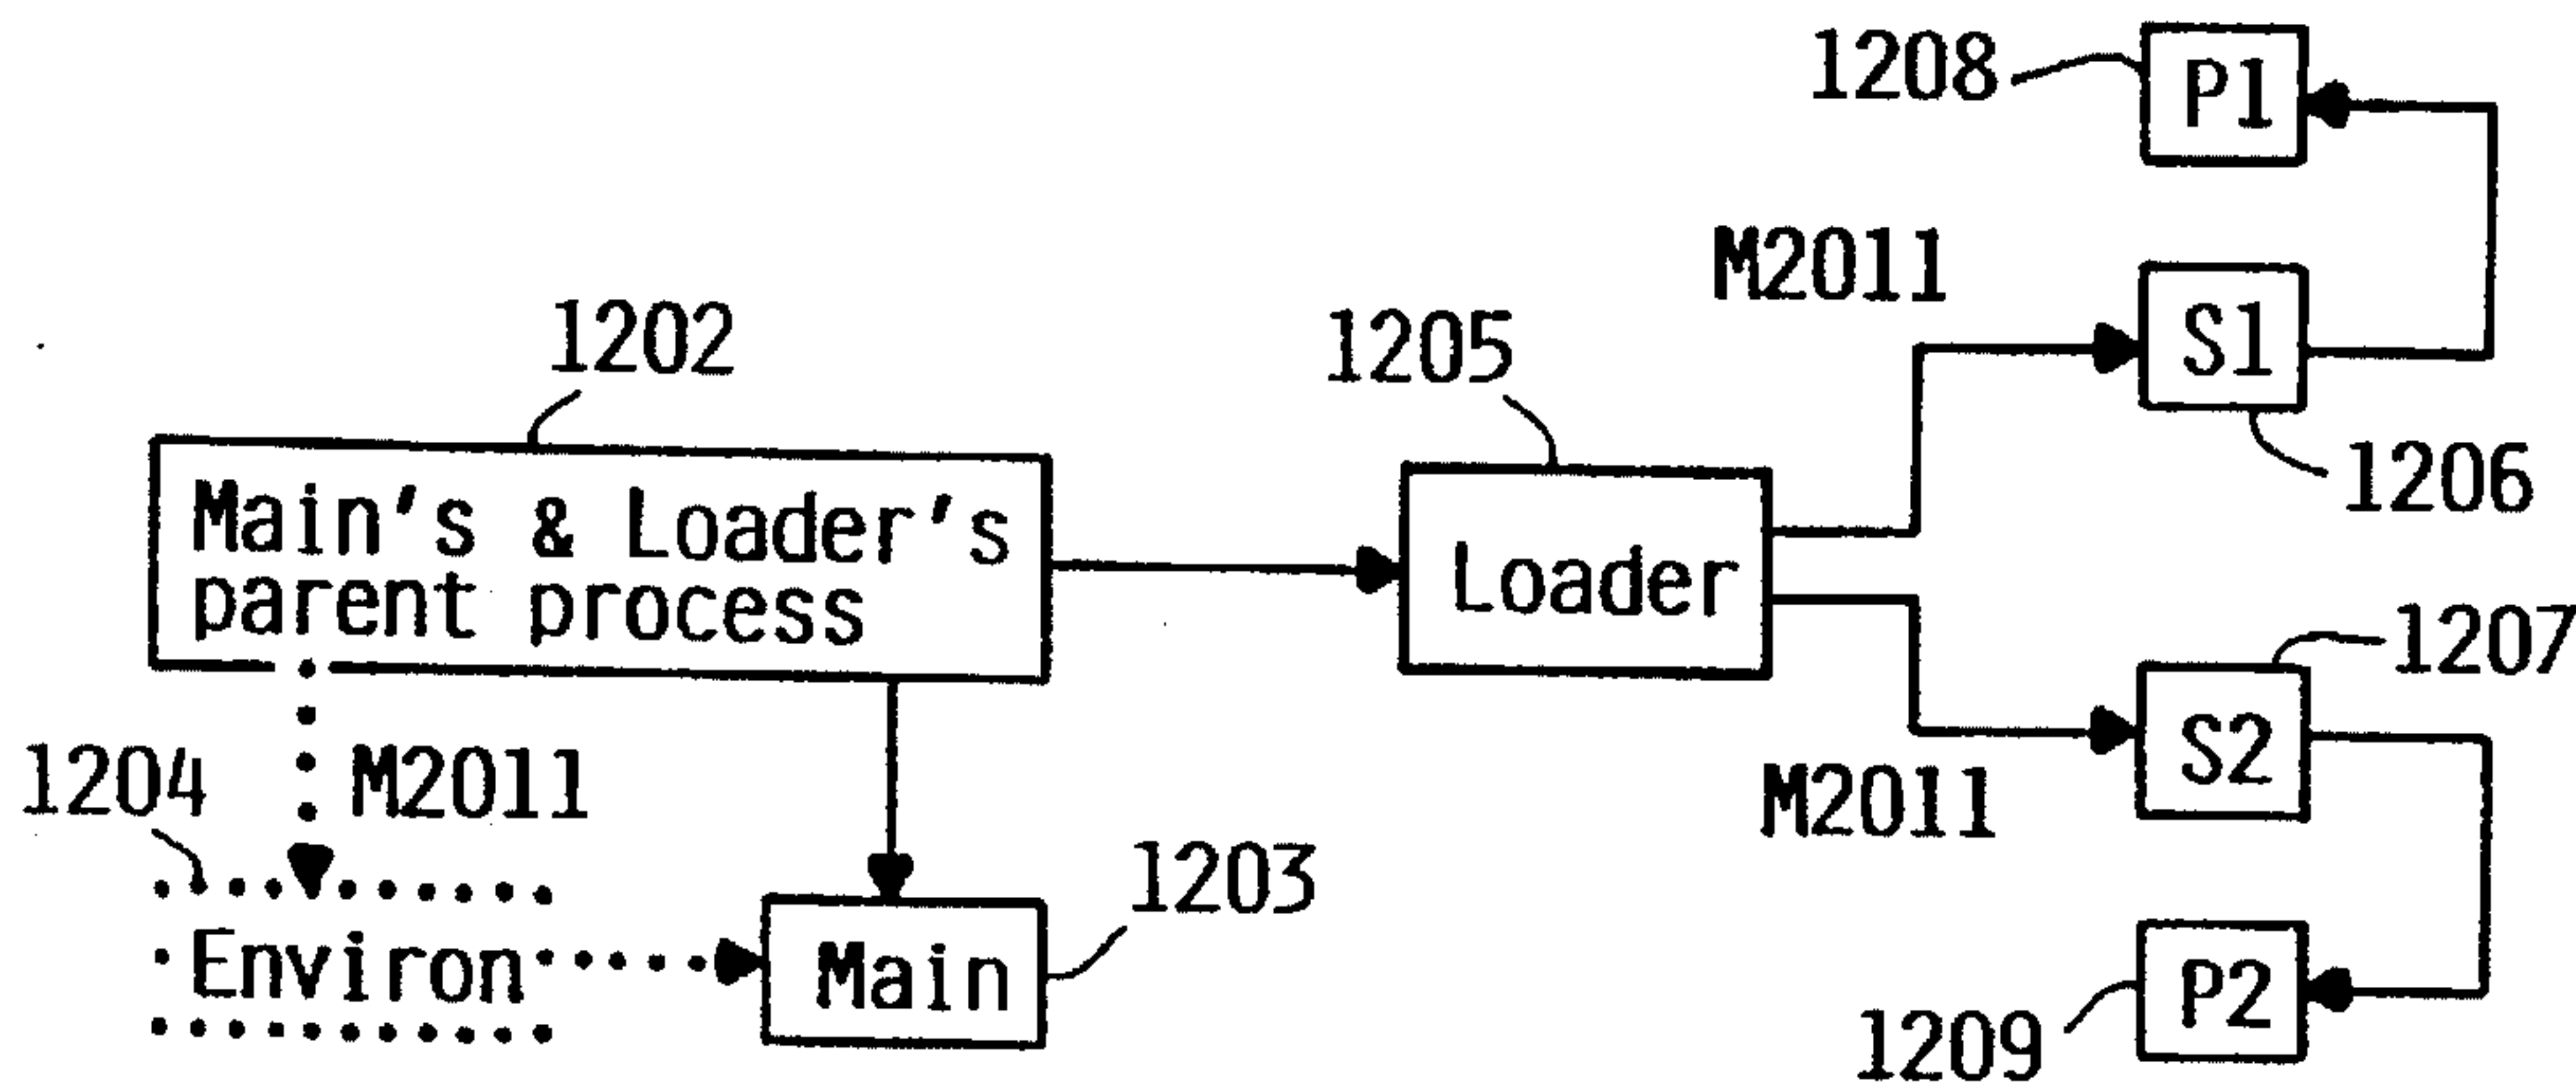 1208
P1
M2011
S1
1206
1202
1205
Main's & Loader's
parent process
Loader
1207
S2
M2011
1204
M2011
1203
Environ
Main
P2
1209